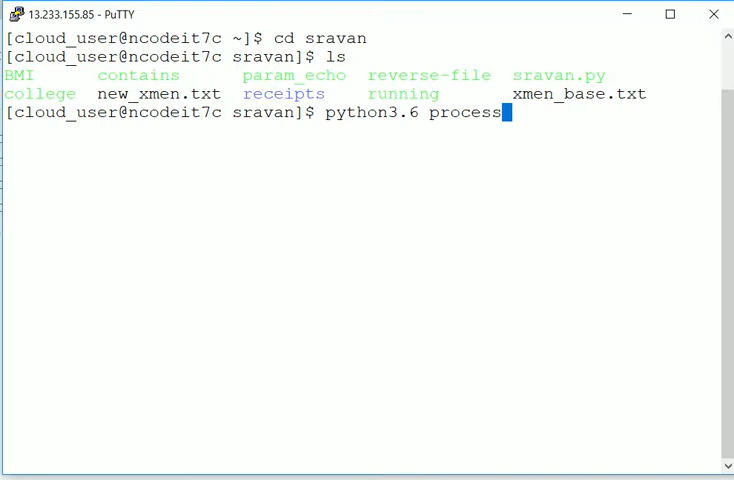 13.233.155.85 - PuTTY
[cloud_user@ncodeit7c ~]$ cd sravan
[cloud_user@ncodeit7c sravan]$ ls
BMI contains param_echo reverse-file sravan.py
college new_xmen.txt receipts running xmen_base.txt
[cloud_user@ncodeit7c sravan]$ python3.6 process